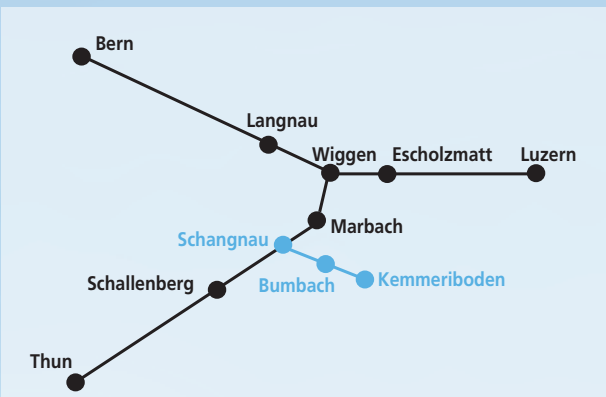 Bern
Langnau
Wiggen Escholzmatt Luzern
Marbach
Schangnau
Schallenberg
Bumbach
Kemmeriboden
Thun